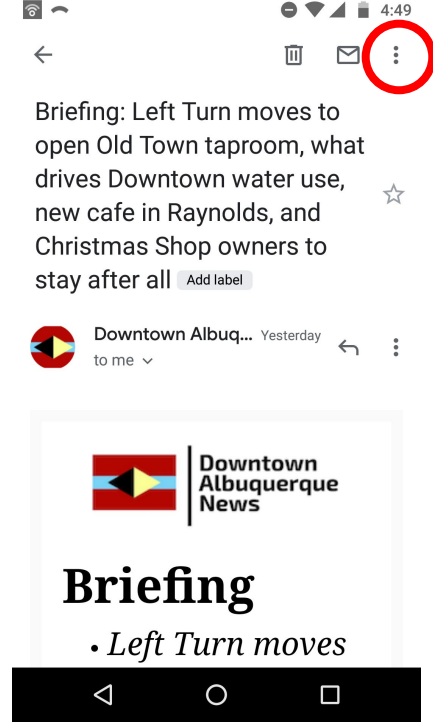 4:49
Briefing: Left Turn moves to
open Old Town taproom, what
drives Downtown water use,
new cafe in Raynolds, and
Christmas Shop owners to
stay after all Add label
Downtown Albuq... Yesterday
to me
Downtown
Albuquerque
News
Briefing
• Left Turn moves